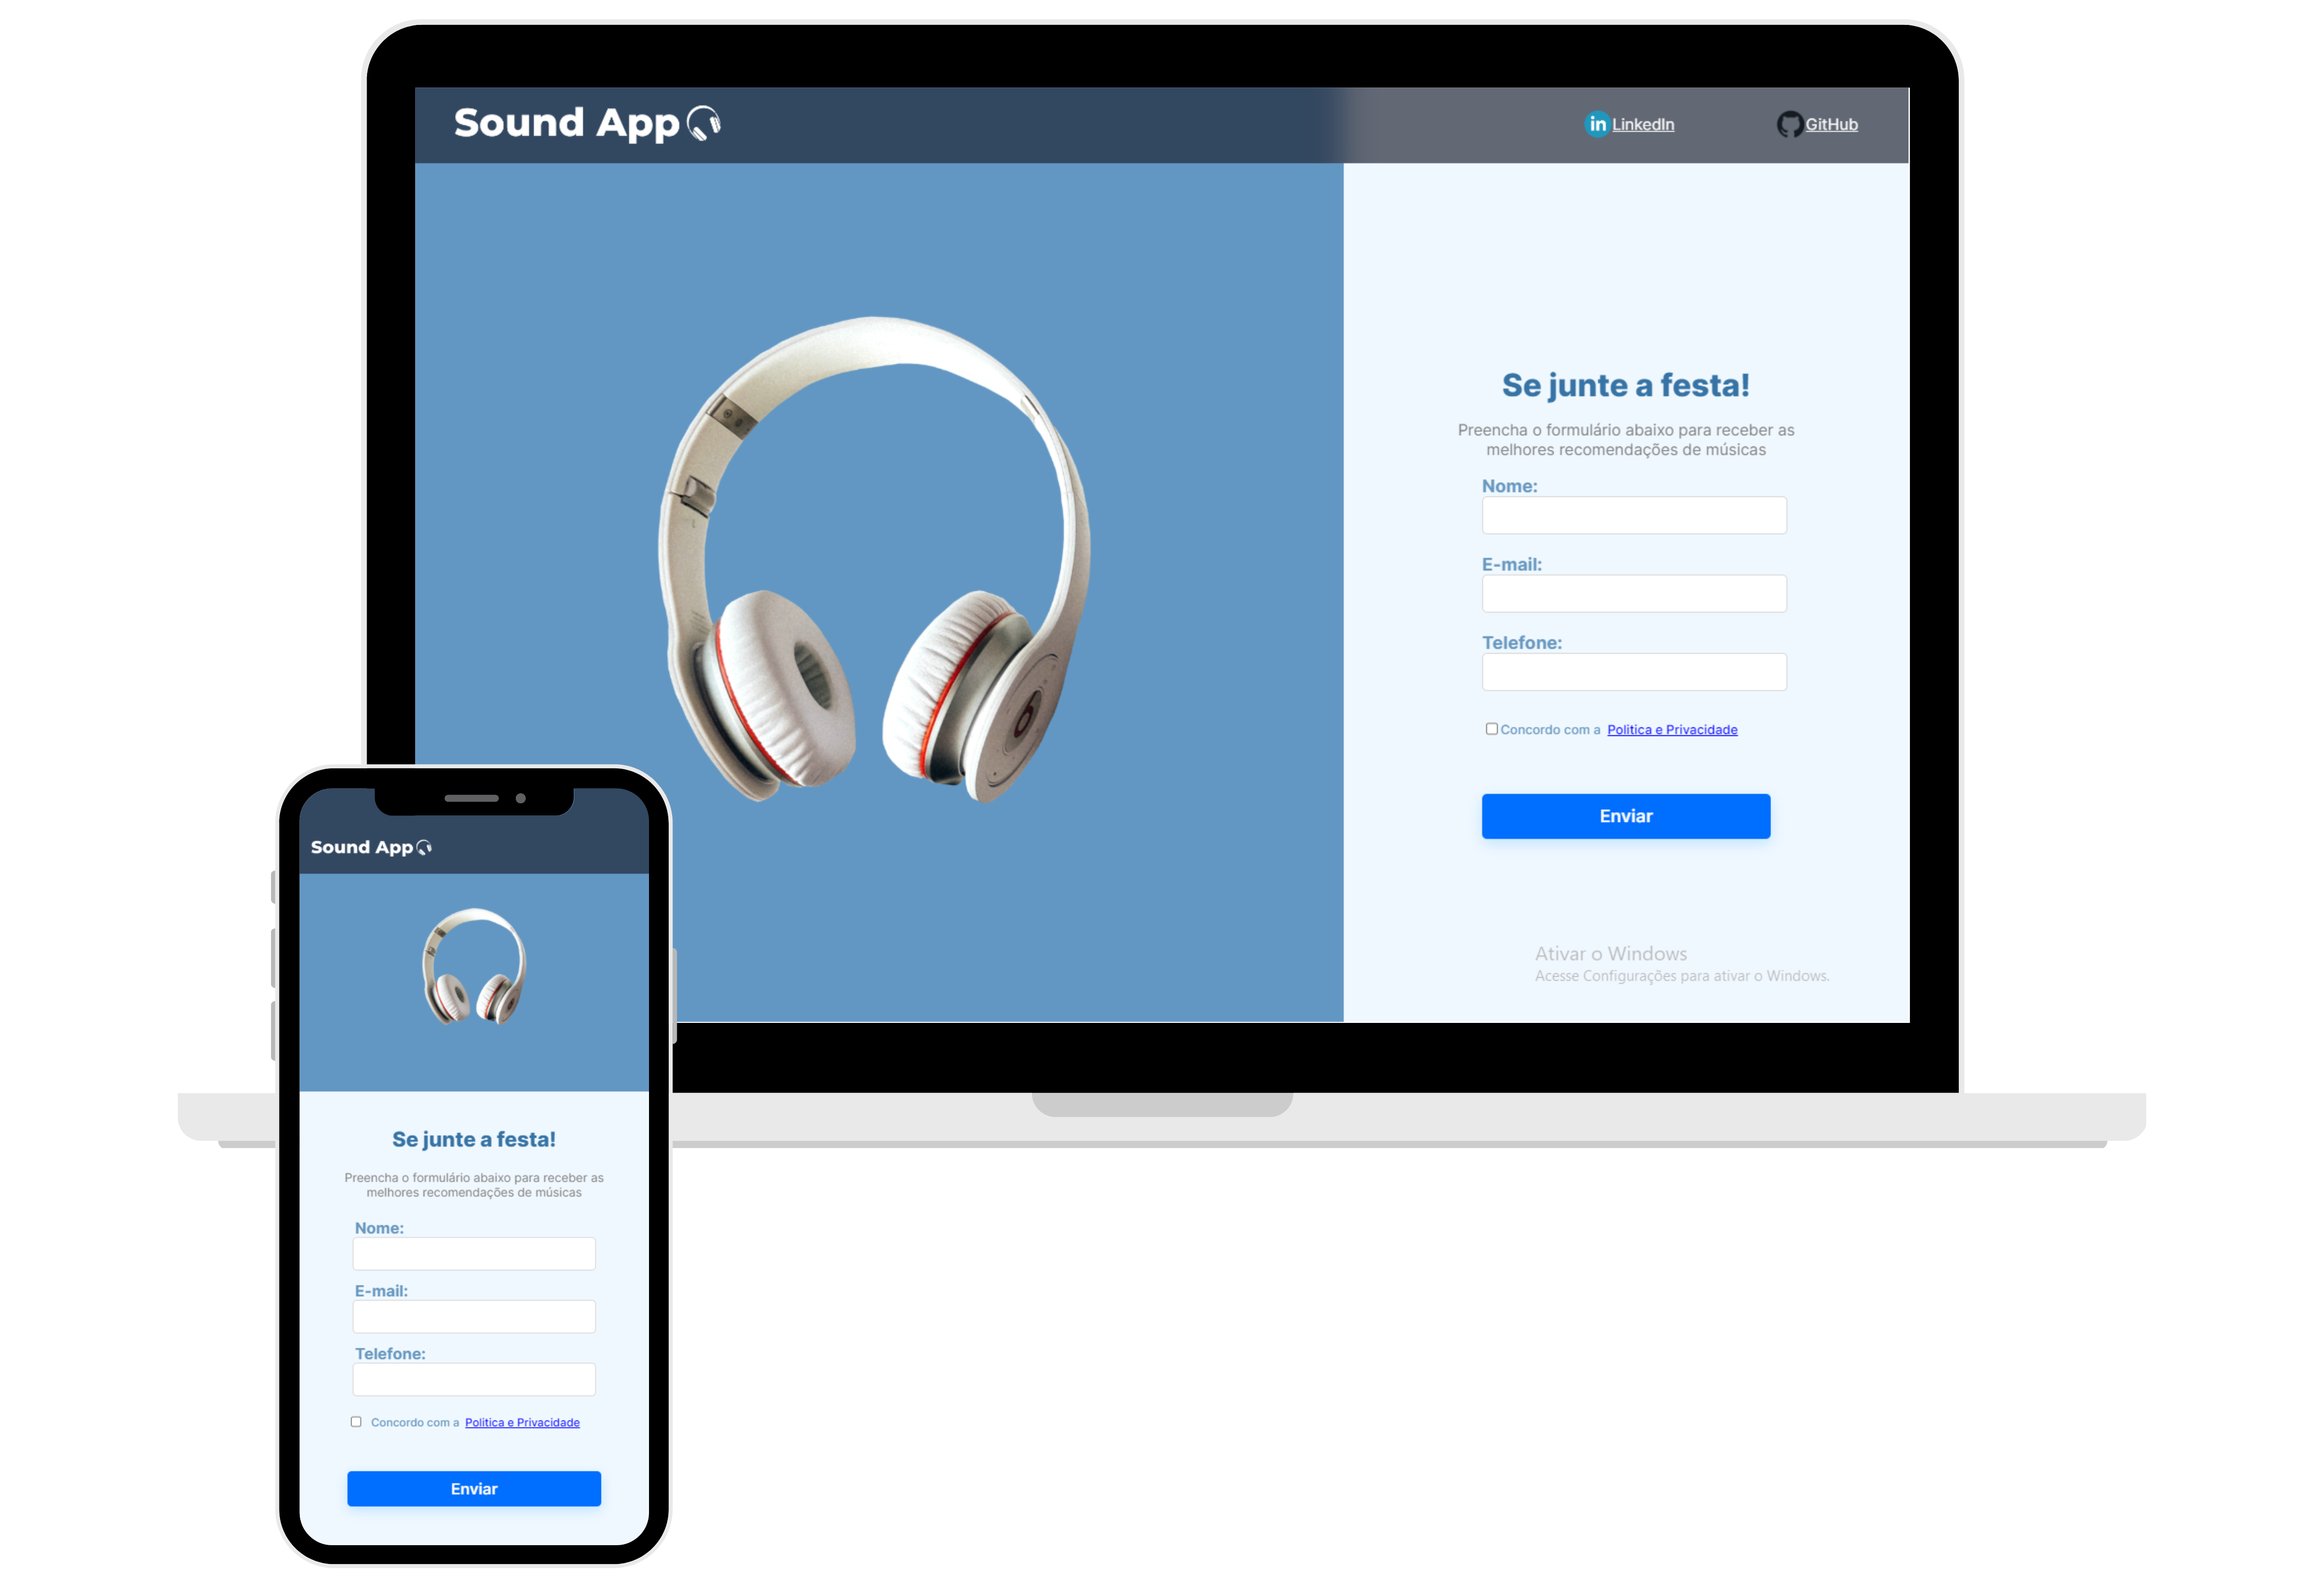 Sound App
LinkedIn
GitHub
Se junte a festa!
Preencha o formulário abaixo para receber as
melhores recomendações de músicas
Nome:
E-mail:
Telefone:
Concordo com a Politica e Privacidade
Enviar
Ativar o Windows
Acesse Configurações para ativar o Windows.
Sound App
Se junte a festa!
Preencha o formulário abaixo para receber as
melhores recomendações de músicas
Nome:
E-mail:
Telefone:
Concordo com a Politica e Privacidade
Enviar